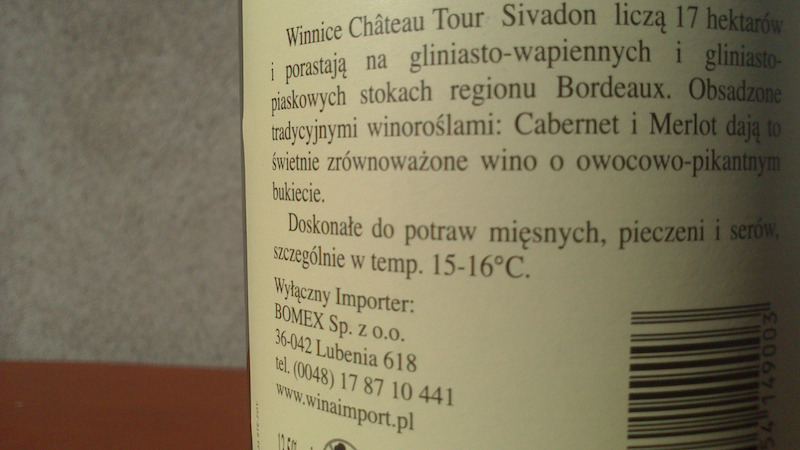 Winnice Château Tour Sivadon liczą 17 hektarów
i porastają na gliniasto-wapiennych i gliniasto-
piaskowych stokach regionu Bordeaux. Obsadzone
tradycyjnymi winoroślami: Cabernet i Merlot dają to
świetnie zrównoważone wino o owocowo-pikantnym
bukiecie.
Doskonałe do potraw mięsnych, pieczeni i serów,
szczególnie w temp. 15-16°C.
Wyłączny Importer:
BOMEX Sp. z o.o.
36-042 Lubenia 618
tel. (0048) 17 87 10 441
www.winaimport.pl
54149003